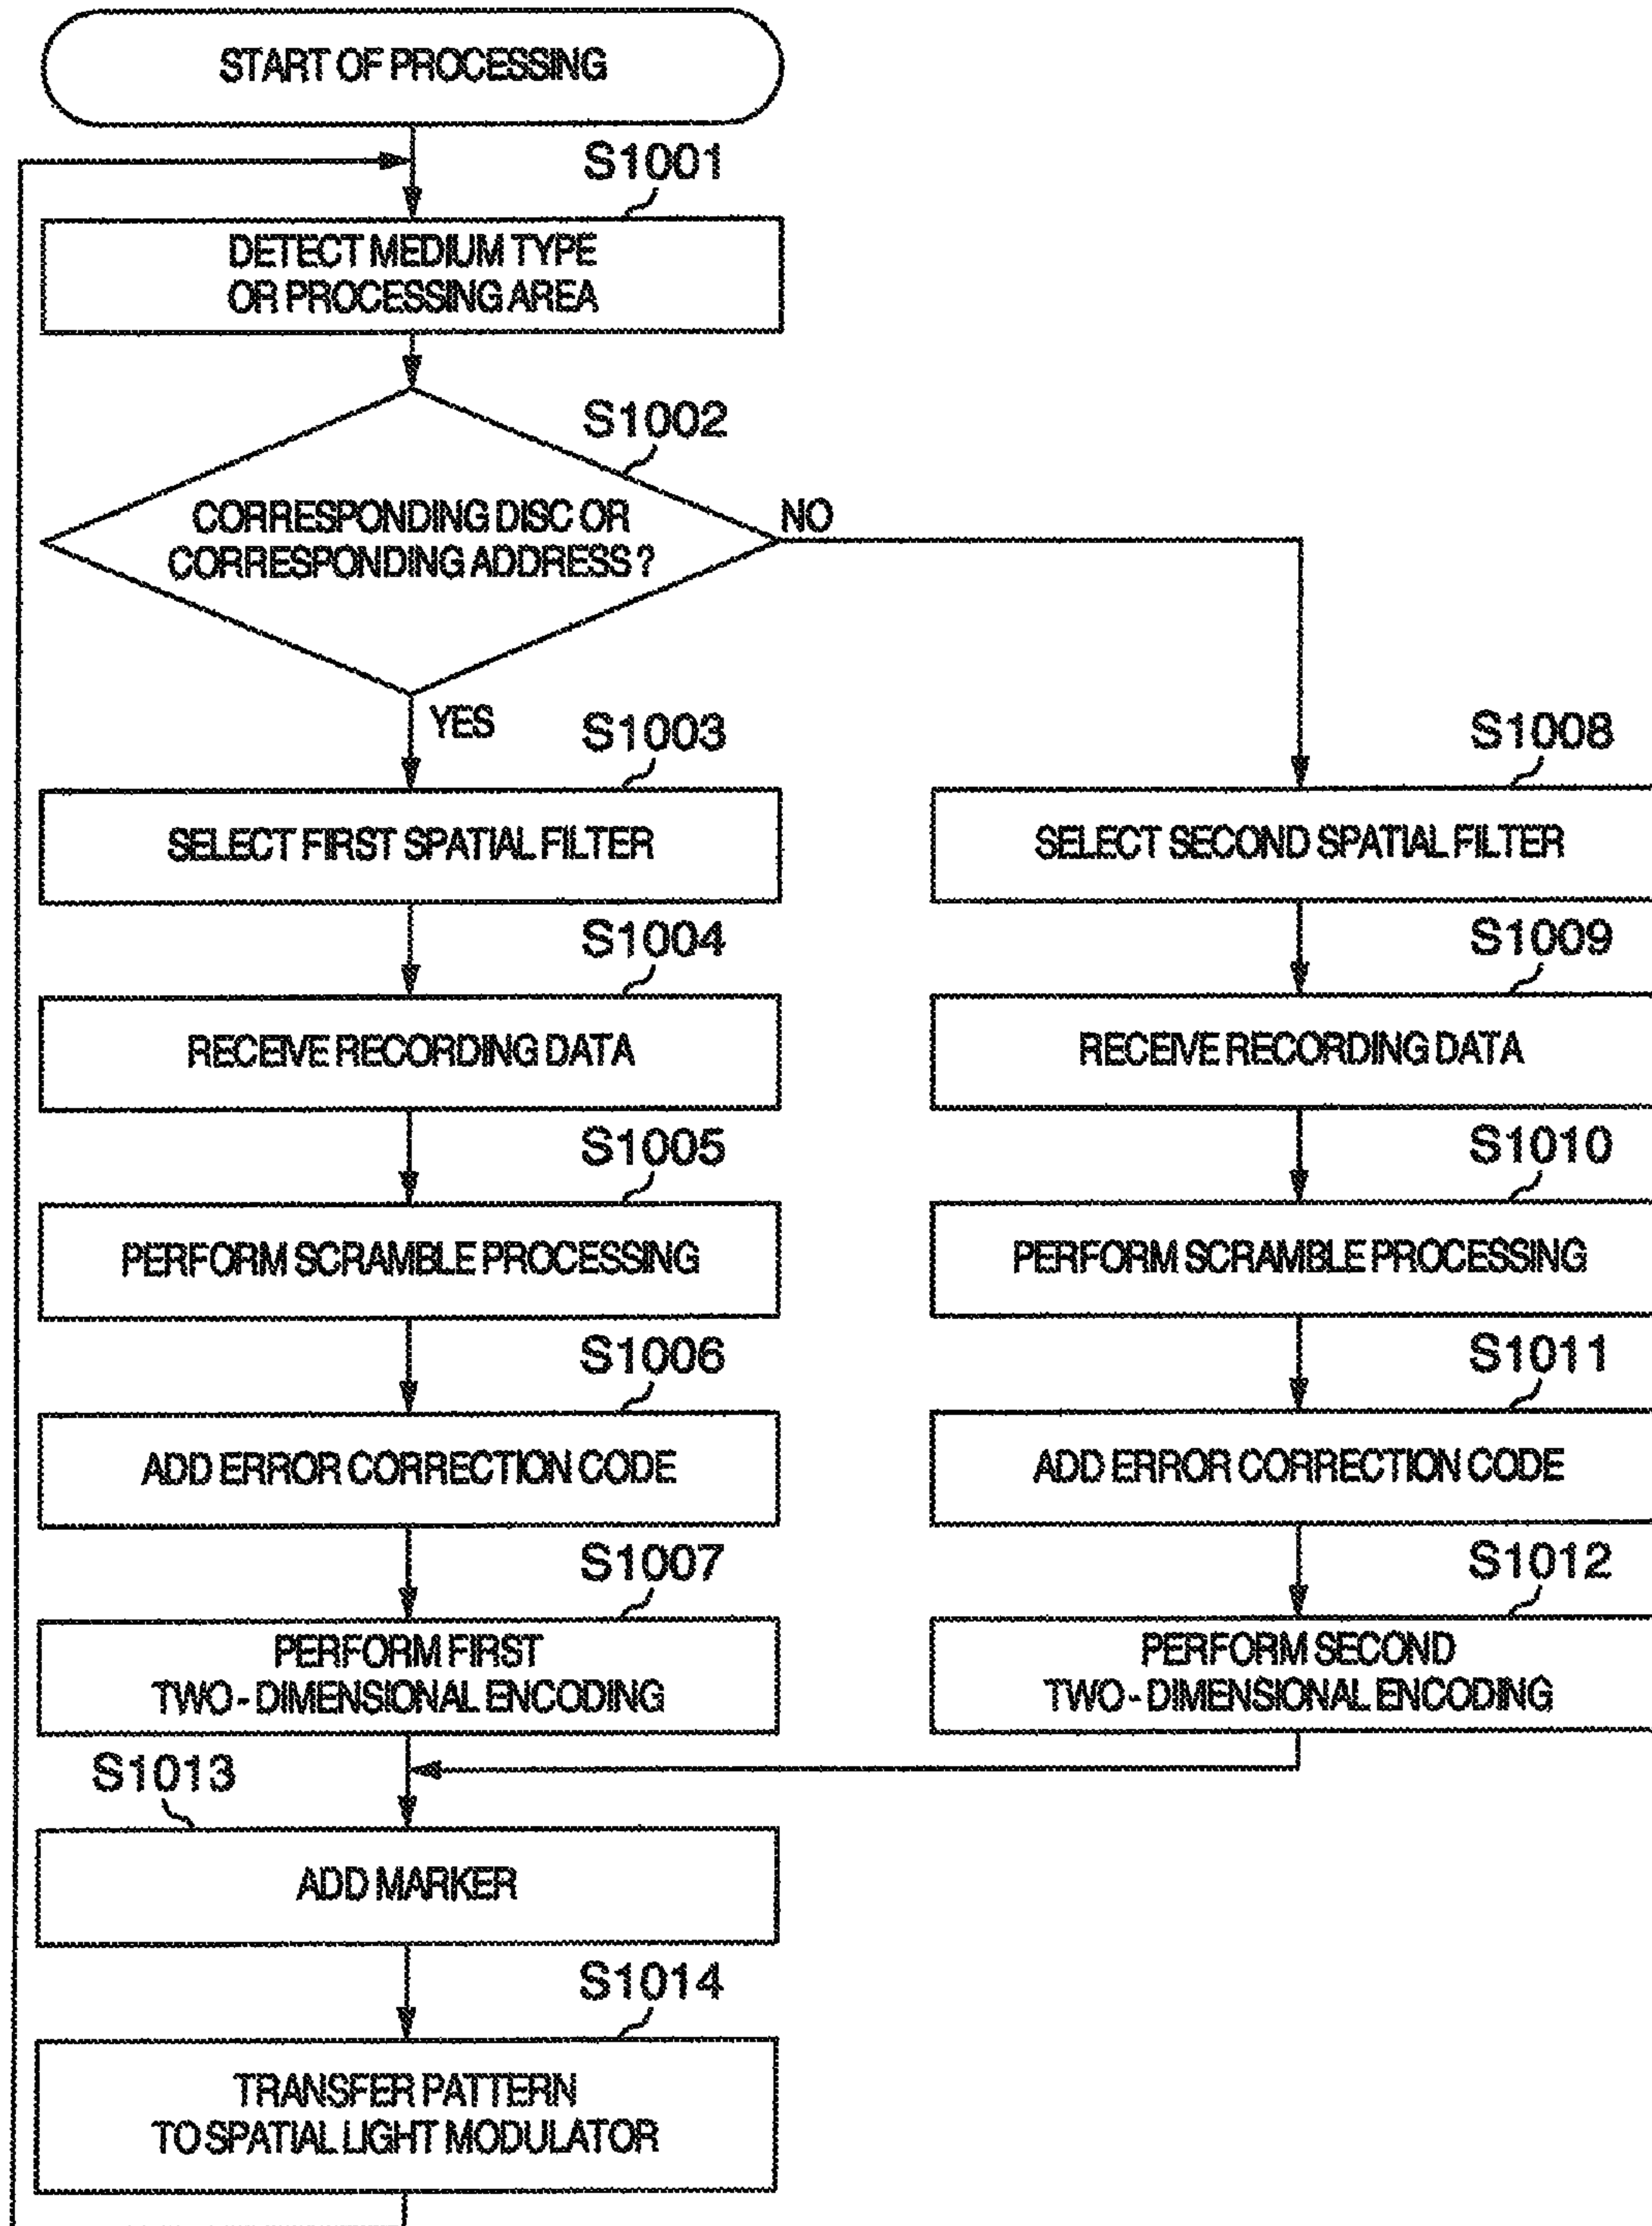 START OF PROCESSING
S1001
DETECT MEDIUM TYPE
OR PROCESSING AREA
S1002
CORRESPONDING DISC OR
CORRESPONDING ADDRESS?
NO
YES
S1003
SELECT FIRST SPATIAL FILTER
S1004
RECEIVE RECORDING DATA
S1005
PERFORM SCRAMBLE PROCESSING
S1006
ADD ERROR CORRECTION CODE
S1007
PERFORM FIRST
TWO-DIMENSIONAL ENCODING
S1008
SELECT SECOND SPATIAL FILTER
S1009
RECEIVE RECORDING DATA
S1010
PERFORM SCRAMBLE PROCESSING
S1011
ADD ERROR CORRECTION CODE
S1012
PERFORM SECOND
TWO-DIMENSIONAL ENCODING
S1013
ADD MARKER
S1014
TRANSFER PATTERN
TO SPATIAL LIGHT MODULATOR